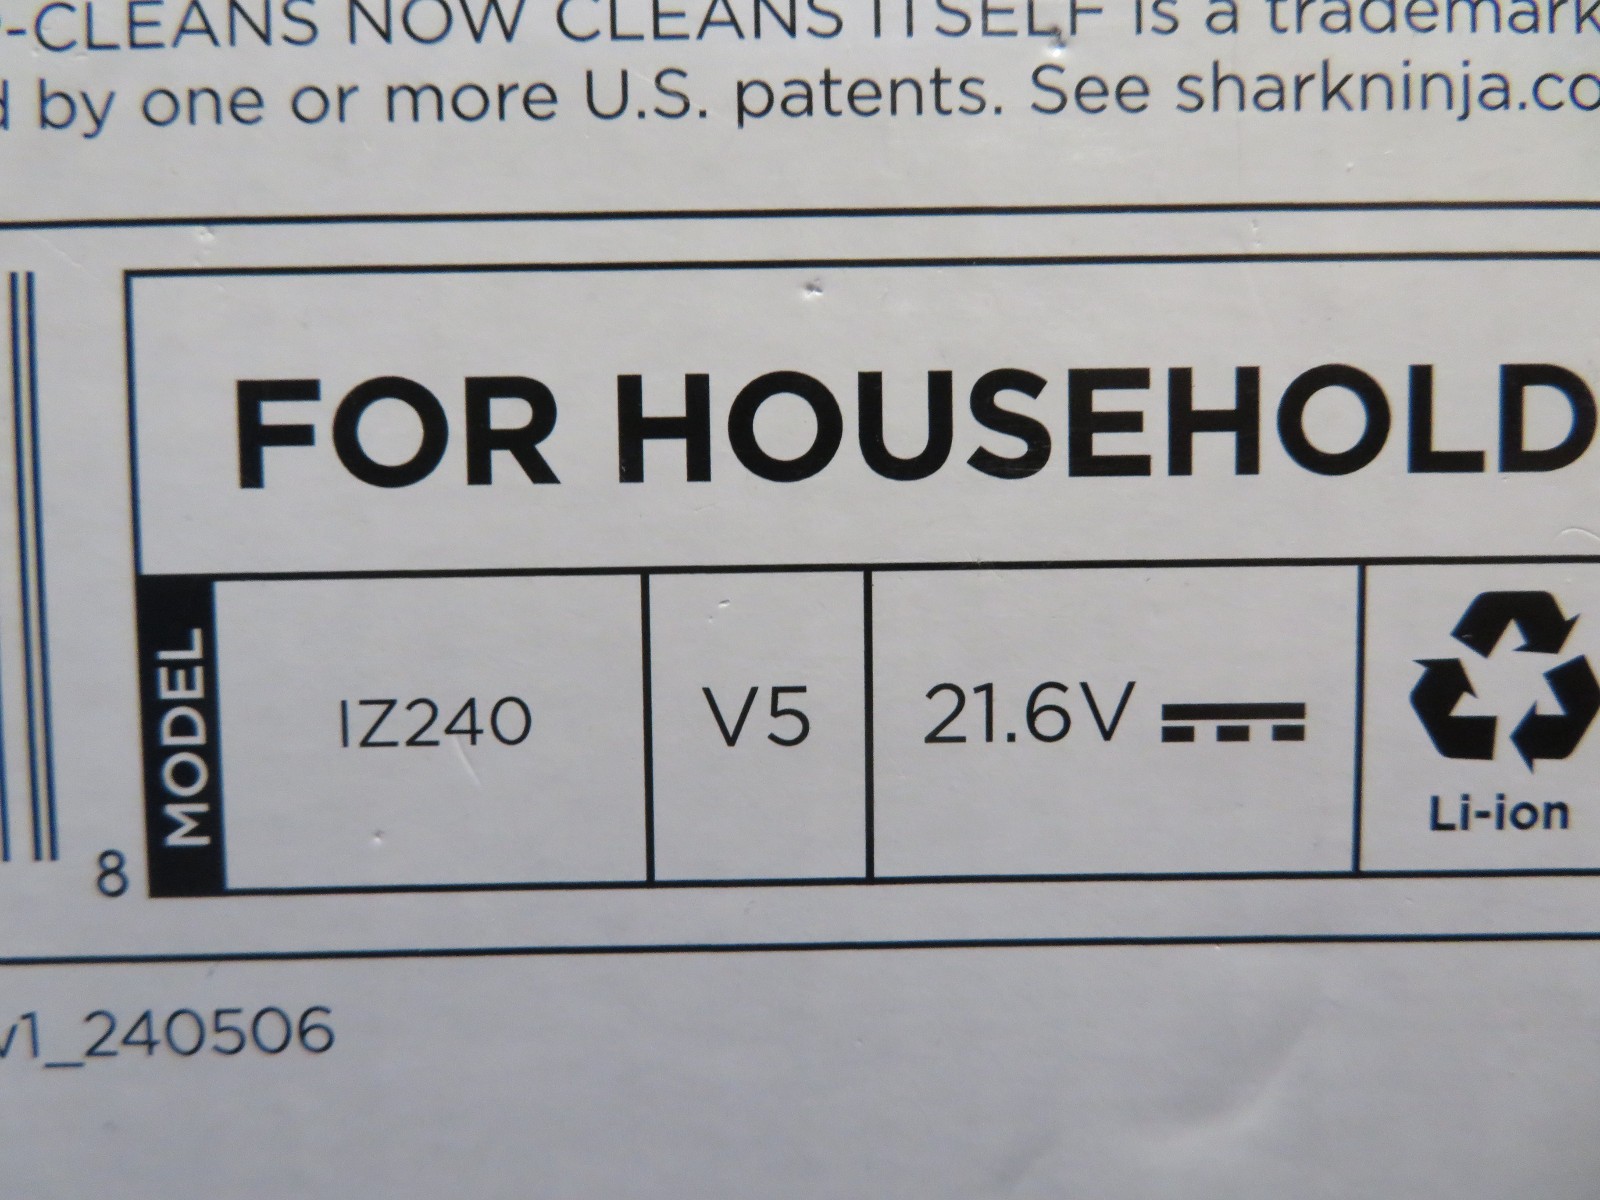 -CLEANS NOW CLEANS ITSELF is a trademark
d by one or more U.S. patents. See sharkninja.co
FOR HOUSEHOLD
MODEL
IZ240
V5
21.6V
Li-ion
8
v1_240506